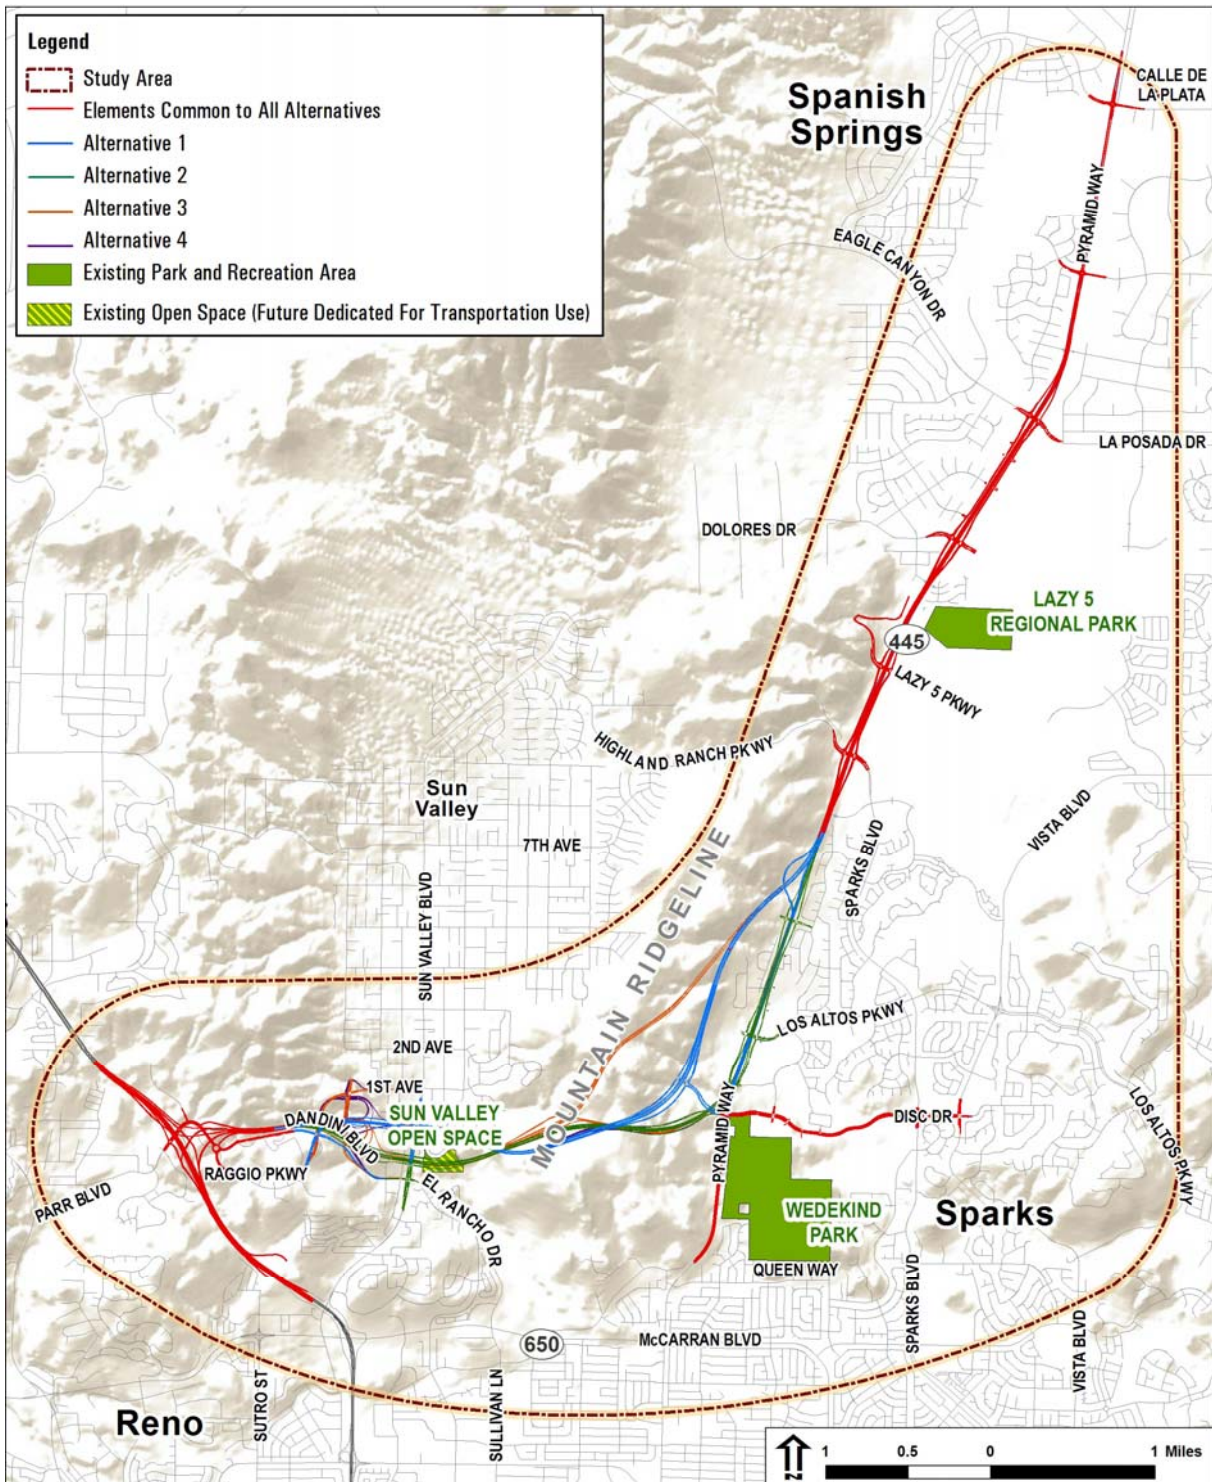 Legend
Study Area
Elements Common to All Alternatives
Alternative 1
Alternative 2
Alternative 3
Alternative 4
Existing Park and Recreation Area
Existing Open Space (Future Dedicated For Transportation Use)
Spanish
Springs
CALLE DE
LA PLATA
PYRAMID WAY
EAGLE CANYON DR
LA POSADA DR
DOLORES DR
LAZY 5
REGIONAL PARK
445
LAZY 5 PKWY
HIGHLAND RANCH PKWY
Sun
Valley
7TH AVE
VISTA BLVD
SPARKS BLVD
MOUNTAIN RIDGELINE
SUN VALLEY BLVD
LOS ALTOS PKWY
2ND AVE
1ST AVE
SUN VALLEY
OPEN SPACE
DANDINI BLVD
PYRAMID WAY
DISC DR
LOS ALTOS PKWY
RAGGIO PKWY
PARR BLVD
EL RANCHO DR
WEDEKIND
PARK
Sparks
QUEEN WAY
SPARKS BLVD
650
McCARRAN BLVD
VISTA BLVD
Reno
SUTRO ST
SULLIVAN LN
N
1 0.5 0 1 Miles